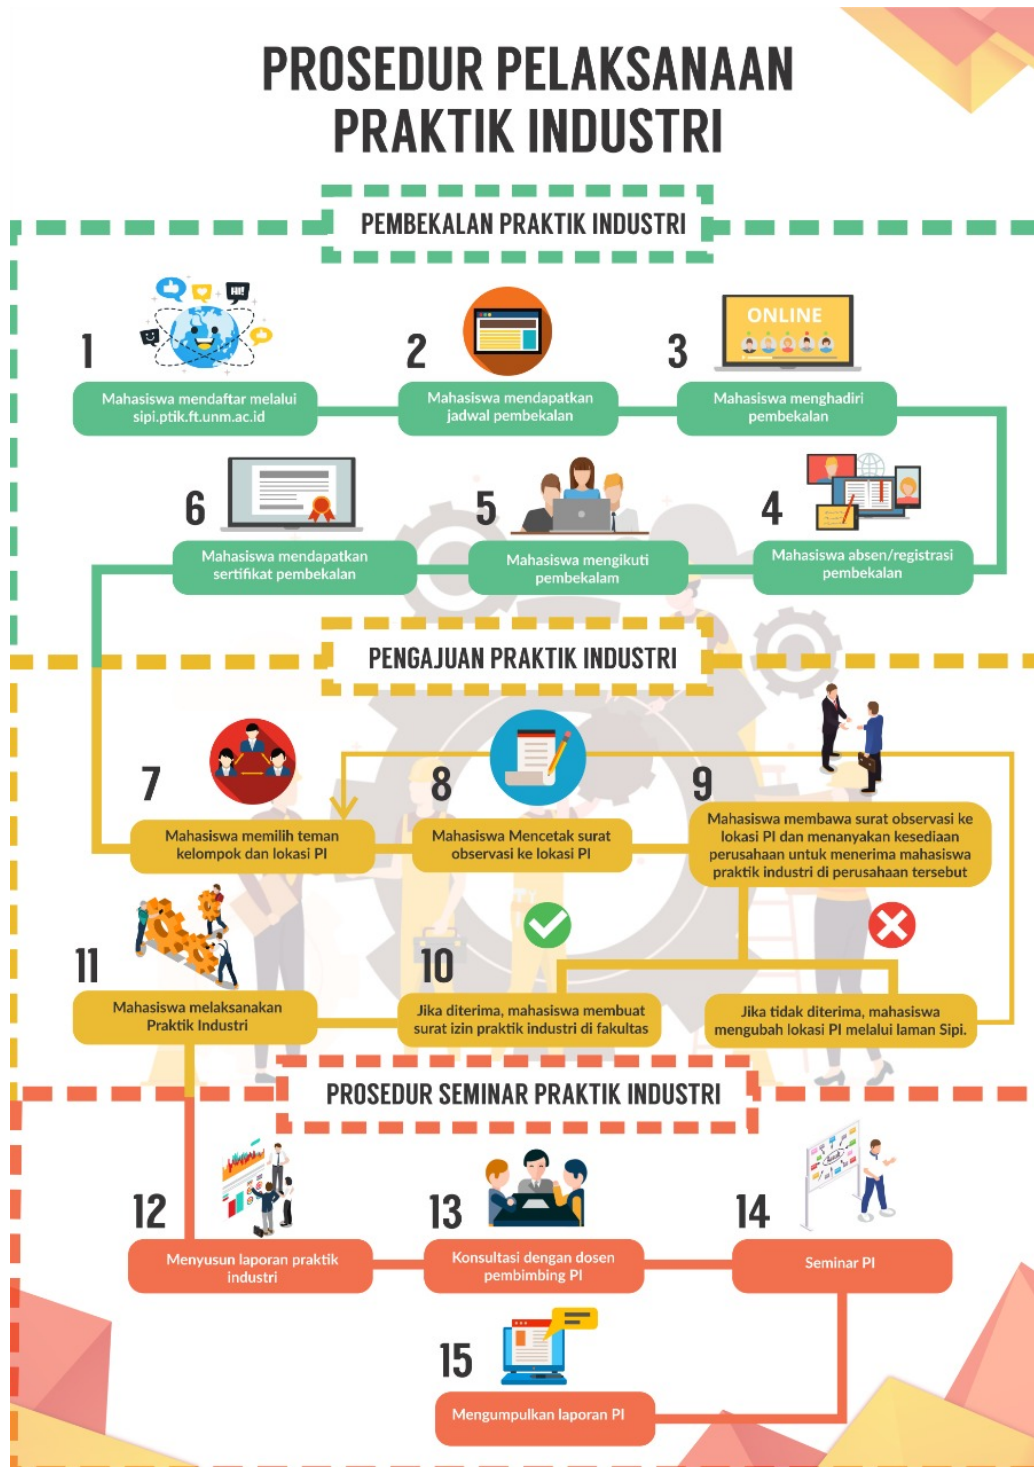 PROSEDUR PELAKSANAAN
PRAKTIK INDUSTRI
PEMBEKALAN PRAKTIK INDUSTRI
1
Mahasiswa mendaftar melalui
sipi.ptik.ft.unm.ac.id
2
Mahasiswa mendapatkan
jadwal pembekalan
3
ONLINE
Mahasiswa menghadiri
pembekalan
4
Mahasiswa absen/registrasi
pembekalan
5
Mahasiswa mengikuti
pembekalam
6
Mahasiswa mendapatkan
sertifikat pembekalan
PENGAJUAN PRAKTIK INDUSTRI
7
Mahasiswa memilih teman
kelompok dan lokasi PI
8
Mahasiswa Mencetak surat
observasi ke lokasi PI
9
Mahasiswa membawa surat observasi ke
lokasi PI dan menanyakan kesediaan
perusahaan untuk menerima mahasiswa
praktik industri di perusahaan tersebut
10
Jika diterima, mahasiswa membuat
surat izin praktik industri di fakultas
Jika tidak diterima, mahasiswa
mengubah lokasi PI melalui laman Sipi.
11
Mahasiswa melaksanakan
Praktik Industri
PROSEDUR SEMINAR PRAKTIK INDUSTRI
12
Menyusun laporan praktik
industri
13
Konsultasi dengan dosen
pembimbing PI
14
Seminar PI
15
Mengumpulkan laporan PI